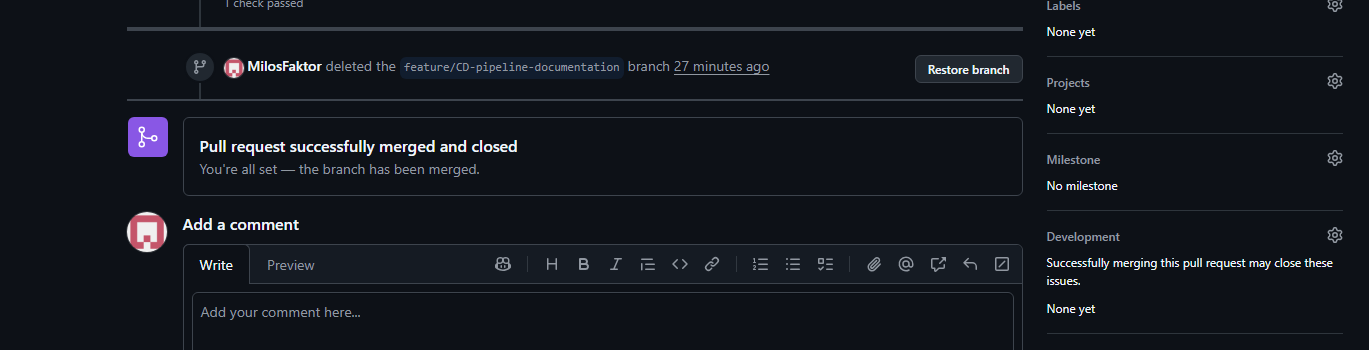 1 check passed
MilosFaktor deleted the feature/CD-pipeline-documentation branch 27 minutes ago
Restore branch
Pull request successfully merged and closed
You're all set — the branch has been merged.
Add a comment
Write
Preview
Add your comment here...
Labels
None yet
Projects
None yet
Milestone
No milestone
Development
Successfully merging this pull request may close these
issues.
None yet